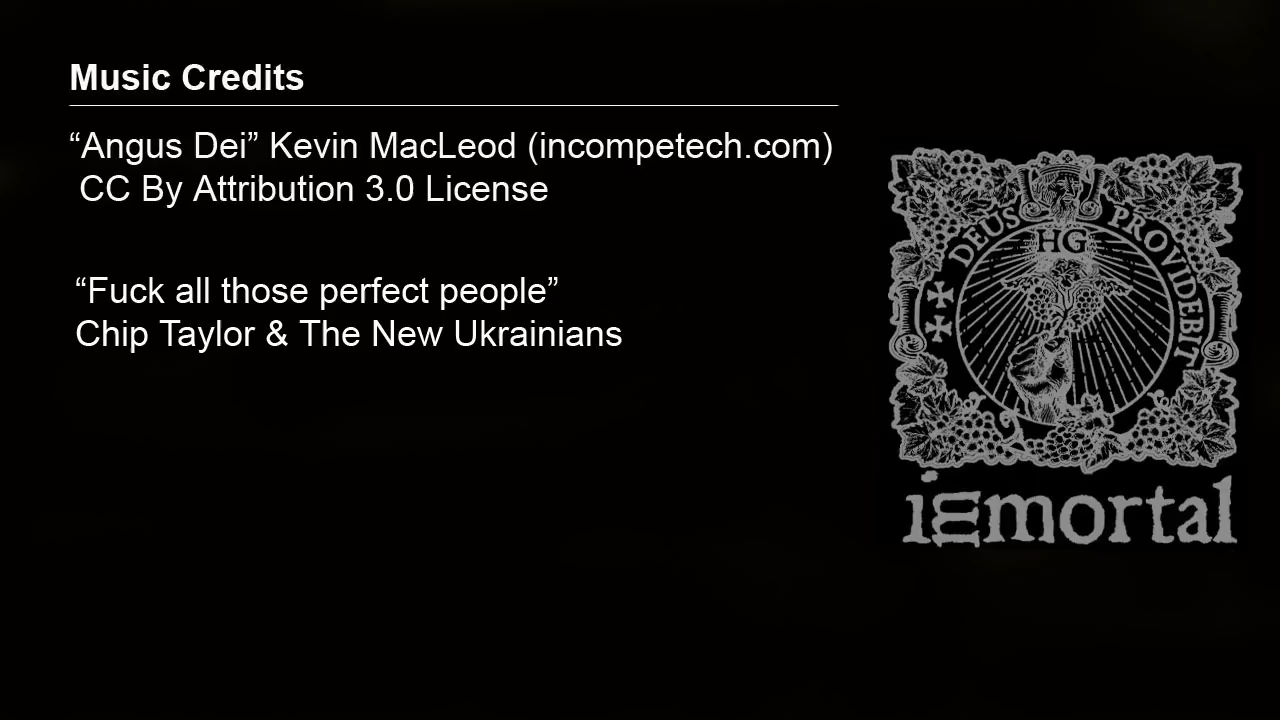 Music Credits
“Angus Dei” Kevin MacLeod (incompetech.com)
CC By Attribution 3.0 License
“Fuck all those perfect people”
Chip Taylor & The New Ukrainians
DEUS PROVIDEBIT
HG
iEmortal